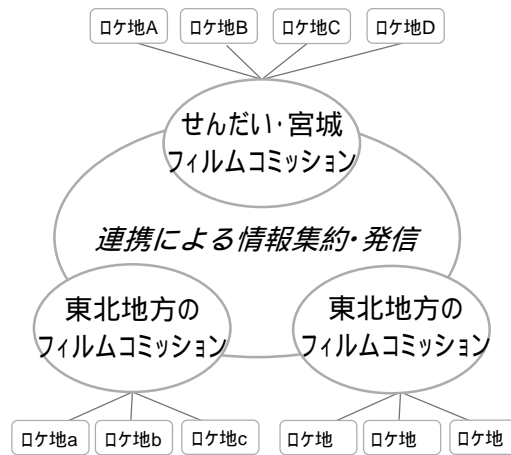 ロケ地A
ロケ地B
ロケ地C
ロケ地D
せんだい・宮城
フィルムコミッション
連携による情報集約・発信
東北地方の
フィルムコミッション
東北地方の
フィルムコミッション
ロケ地a
ロケ地b
ロケ地c
ロケ地
ロケ地
ロケ地